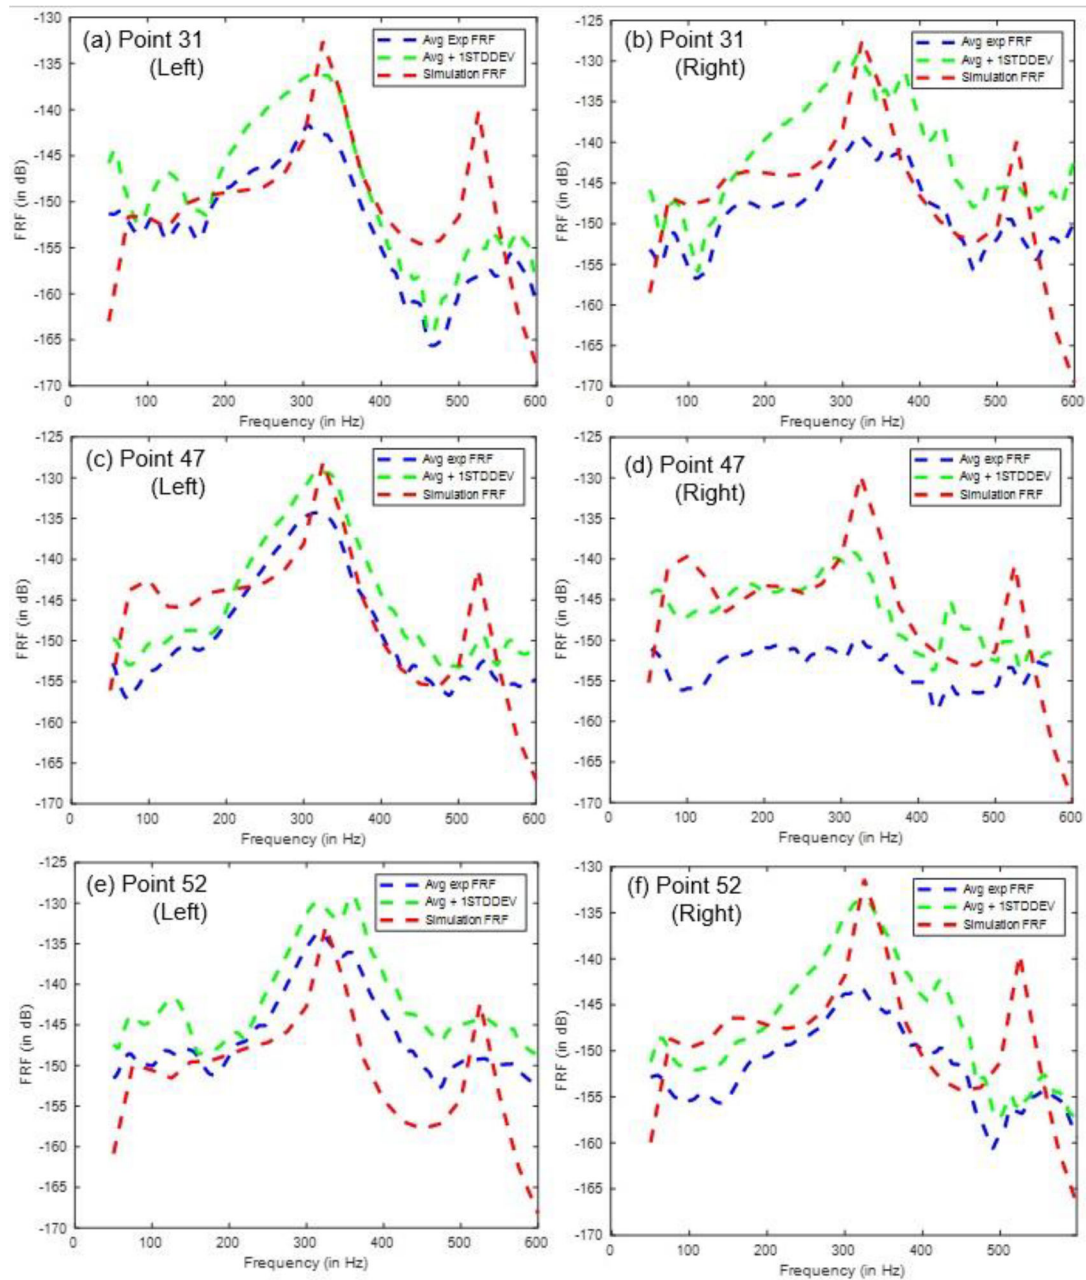 (a) Point 31
(Left)
Avg Exp FRF
Avg + 1STDDEV
Simulation FRF
FRF (in dB)
-130
-135
-140
-145
-150
-155
-160
-165
-170
0 100 200 300 400 500 600
Frequency (in Hz)
(b) Point 31
(Right)
Avg exp FRF
Avg + 1STDDEV
Simulation FRF
FRF (in dB)
-125
-130
-135
-140
-145
-150
-155
-160
-165
-170
0 100 200 300 400 500 600
Frequency (in Hz)
(c) Point 47
(Left)
Avg exp FRF
Avg + 1STDDEV
Simulation FRF
FRF (in dB)
-125
-130
-135
-140
-145
-150
-155
-160
-165
-170
0 100 200 300 400 500 600
Frequency (in Hz)
(d) Point 47
(Right)
Avg exp FRF
Avg + 1STDDEV
Simulation FRF
FRF (in dB)
-125
-130
-135
-140
-145
-150
-155
-160
-165
-170
0 100 200 300 400 500 600
Frequency (in Hz)
(e) Point 52
(Left)
Avg exp FRF
Avg + 1STDDEV
Simulation FRF
FRF (in dB)
-125
-130
-135
-140
-145
-150
-155
-160
-165
-170
0 100 200 300 400 500 600
Frequency (in Hz)
(f) Point 52
(Right)
Avg exp FRF
Avg + 1STDDEV
Simulation FRF
FRF (in dB)
-130
-135
-140
-145
-150
-155
-160
-165
-170
0 100 200 300 400 500
Frequency (in Hz)